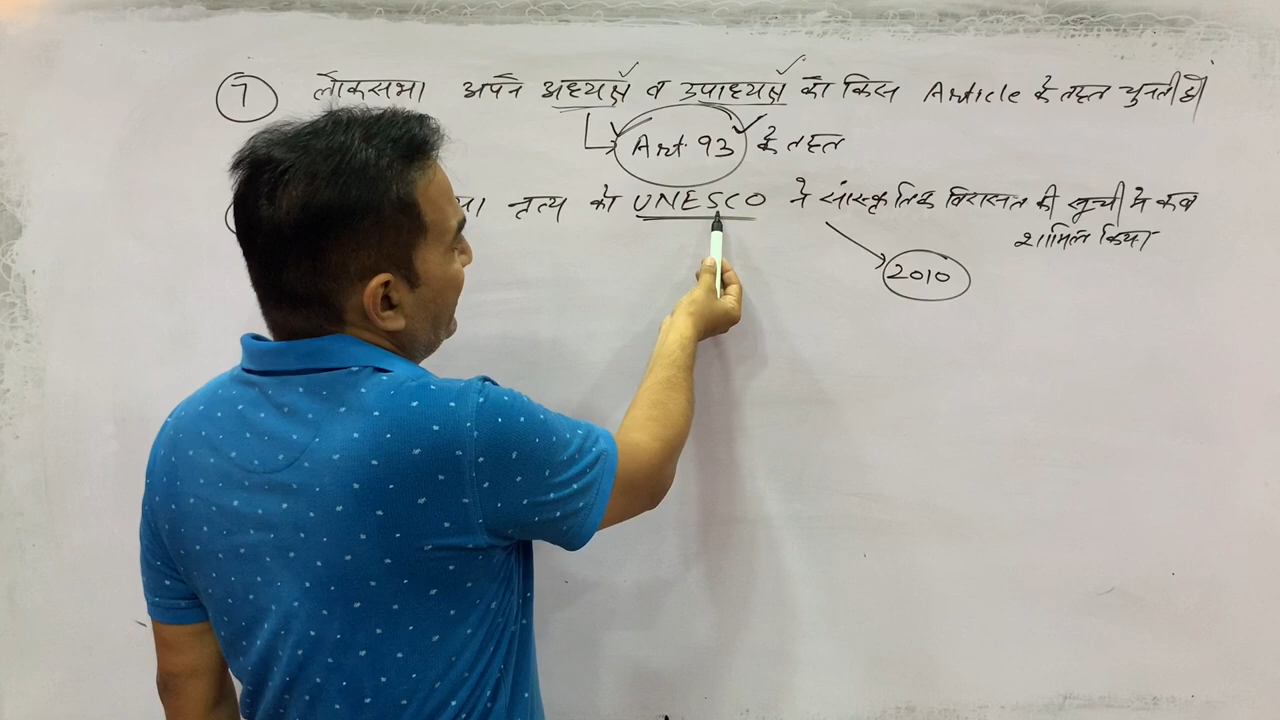 7 लोकसभा अपने अध्यक्ष व उपाध्यक्ष को किस Article के तहत चुनती है।
Art. 93 के तहत
नृत्य को UNESCO ने सांस्कृतिक विरासत की सूची मे कब
शामिल किया
2010